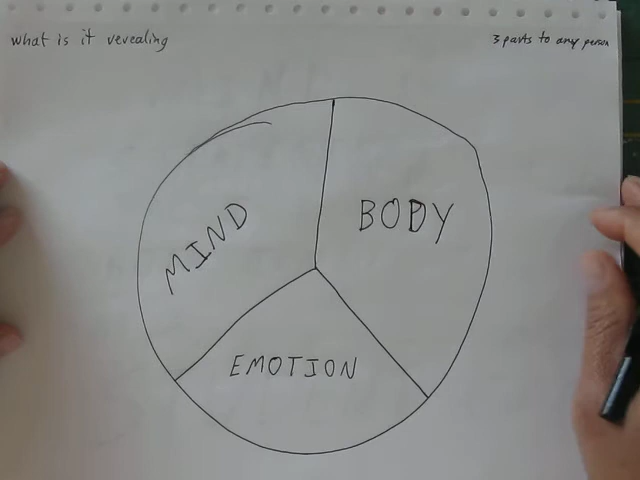 what is it revealing
3 parts to any person
MIND
BODY
EMOTION